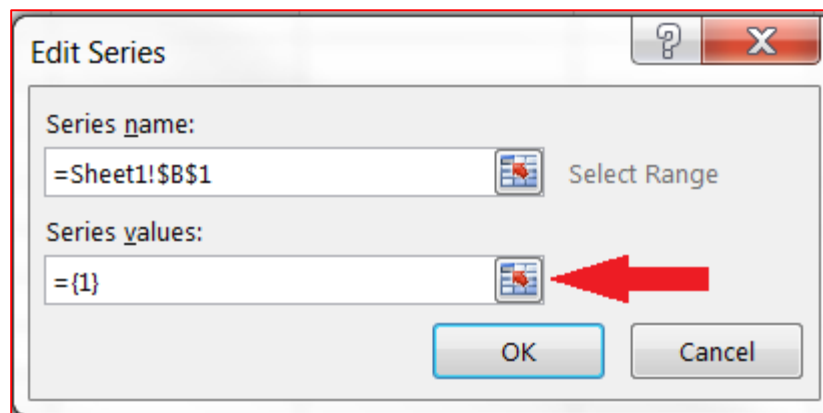 Edit Series
Series name:
=Sheet1!$B$1
Select Range
Series values:
={1}
OK
Cancel